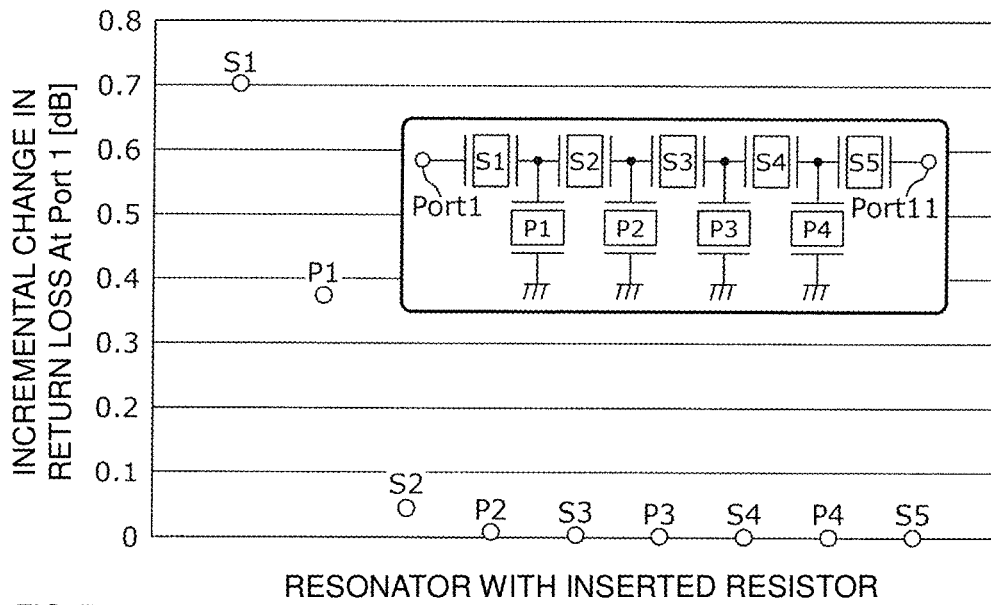 INCREMENTAL CHANGE IN
RETURN LOSS At Port 1 [dB]
0.8
0.7
0.6
0.5
0.4
0.3
0.2
0.1
0
S1
P1
S2
P2
S3
P3
S4
P4
S5
S1
S2
S3
S4
S5
Port1
Port11
P1
P2
P3
P4
RESONATOR WITH INSERTED RESISTOR